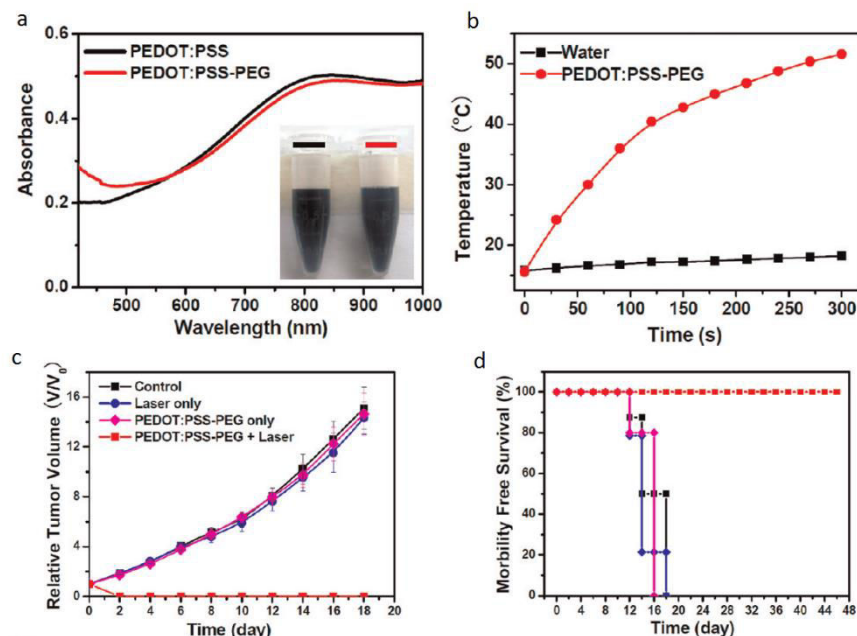 a
0.6
0.4
0.2
0.0
Absorbance
PEDOT:PSS
PEDOT:PSS-PEG
500 600 700 800 900 1000
Wavelength (nm)
b
50
40
30
20
Temperature (°C)
Water
PEDOT:PSS-PEG
0 50 100 150 200 250 300
Time (s)
c
16
12
8
4
0
Relative Tumor Volume (V/V₀)
Control
Laser only
PEDOT:PSS-PEG only
PEDOT:PSS-PEG + Laser
0 2 4 6 8 10 12 14 16 18 20
Time (day)
d
120
100
80
60
40
20
0
Morbility Free Survival (%)
0 4 8 12 16 20 24 28 32 36 40 44 48
Time (day)